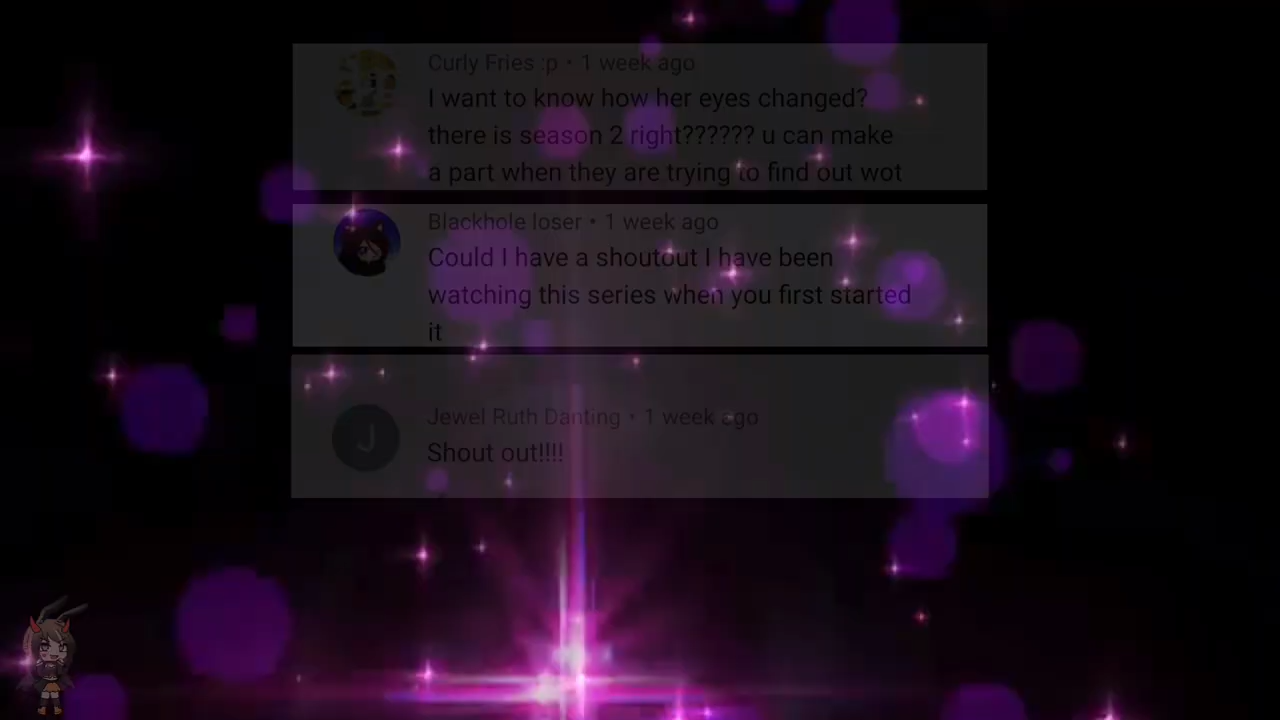 Curly Fries :p • 1 week ago
I want to know how her eyes changed?
there is season 2 right?????? u can make
a part when they are trying to find out wot
Blackhole loser • 1 week ago
Could I have a shoutout I have been
watching this series when you first started
it
Jewel Ruth Danting • 1 week ago
J
Shout out!!!!